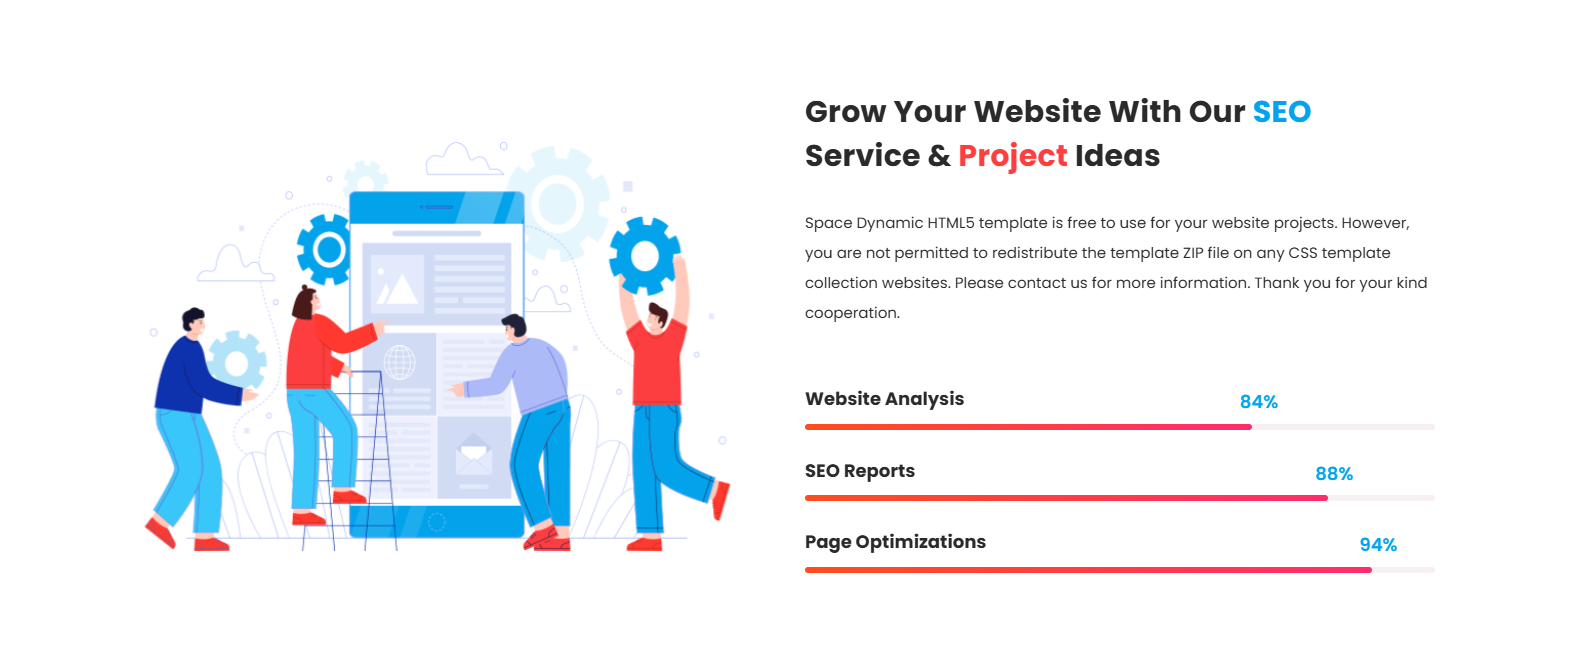 Grow Your Website With Our SEO
Service & Project Ideas
Space Dynamic HTML5 template is free to use for your website projects. However,
you are not permitted to redistribute the template ZIP file on any CSS template
collection websites. Please contact us for more information. Thank you for your kind
cooperation.
Website Analysis 84%
SEO Reports 88%
Page Optimizations 94%